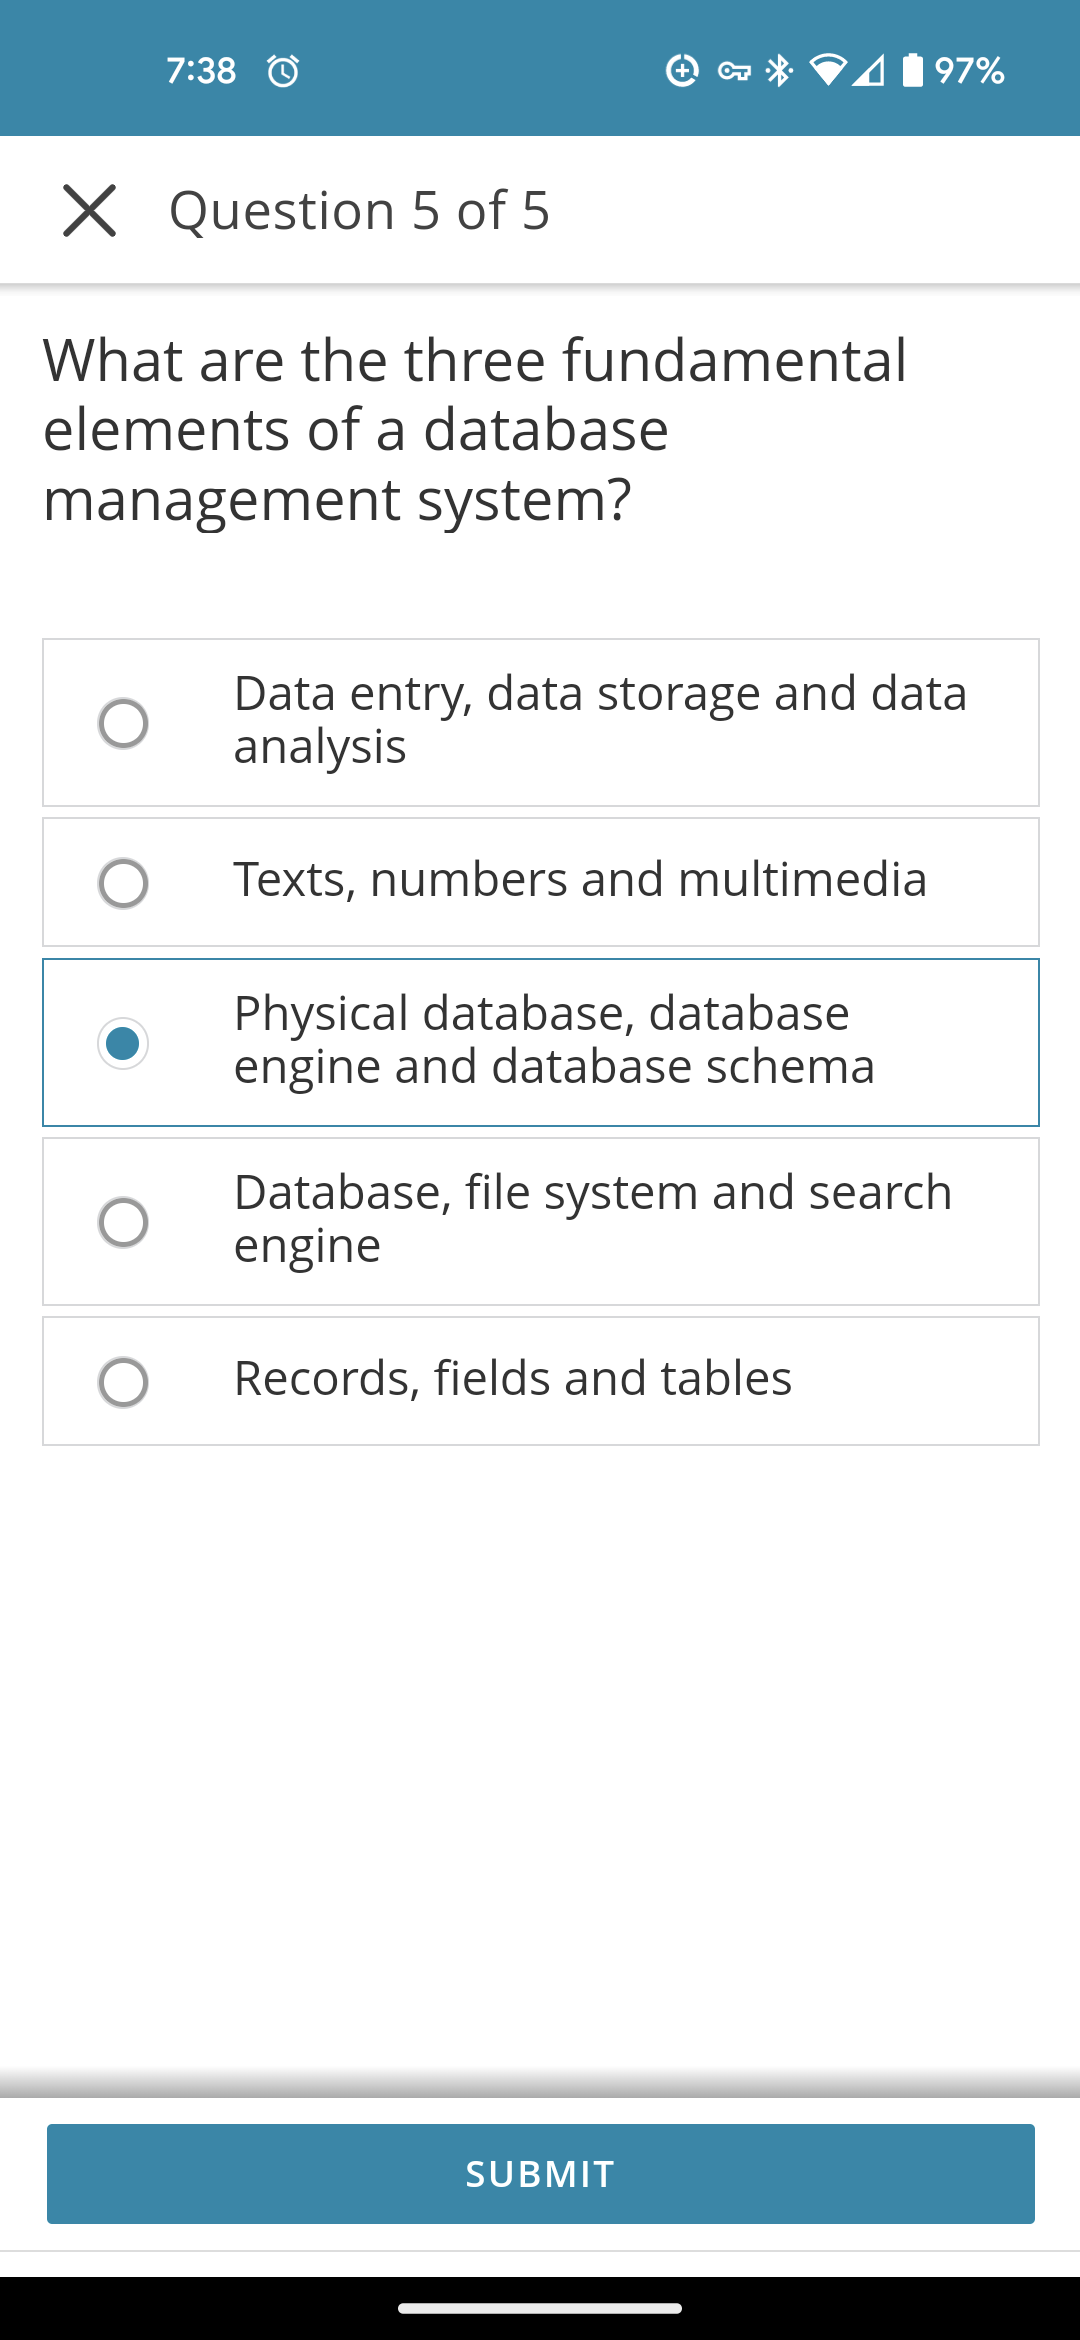 7:38
97%
Question 5 of 5
What are the three fundamental
elements of a database
management system?
Data entry, data storage and data
analysis
Texts, numbers and multimedia
Physical database, database
engine and database schema
Database, file system and search
engine
Records, fields and tables
SUBMIT